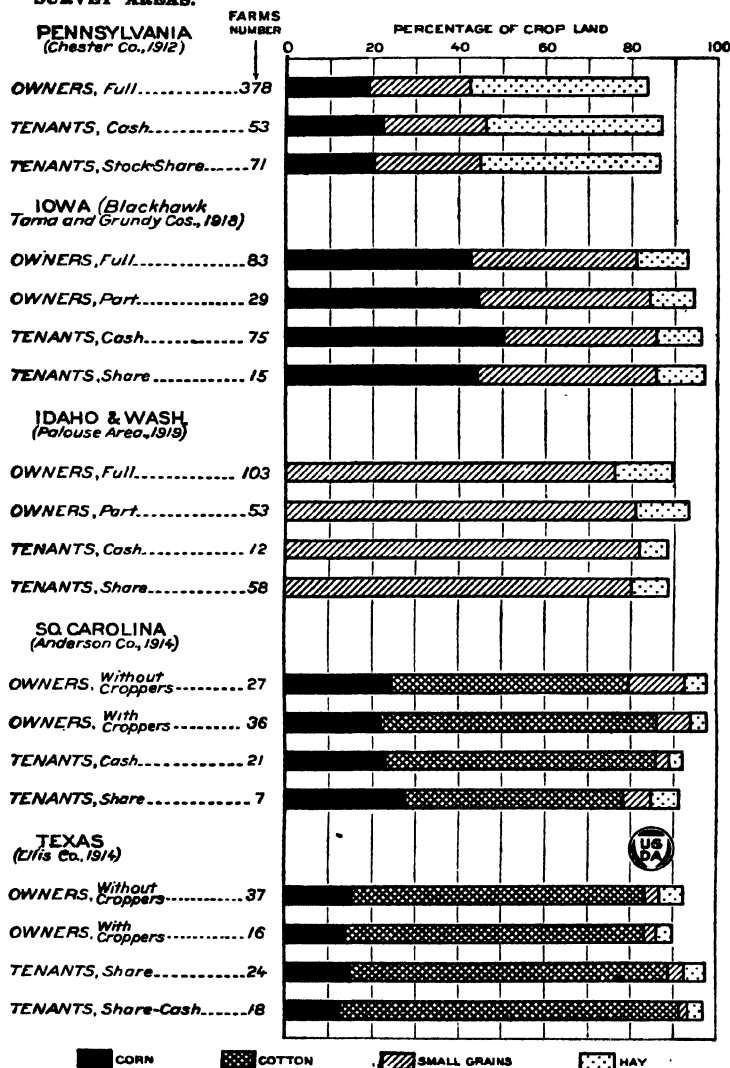 SURVEY AREAS.
FARMS
NUMBER
PERCENTAGE OF CROP LAND
0 20 40 60 80 100
PENNSYLVANIA
(Chester Co., 1912)
OWNERS, Full 378
TENANTS, Cash 53
TENANTS, Stock-Share 71
IOWA (Blackhawk
Tama and Grundy Cos., 1918)
OWNERS, Full 83
OWNERS, Part 29
TENANTS, Cash 75
TENANTS, Share 15
IDAHO & WASH.
(Palouse Area, 1919)
OWNERS, Full 103
OWNERS, Part 53
TENANTS, Cash 12
TENANTS, Share 58
SO. CAROLINA
(Anderson Co., 1914)
OWNERS, Without Croppers 27
OWNERS, With Croppers 36
TENANTS, Cash 21
TENANTS, Share 7
TEXAS
(Ellis Co., 1914)
US
DA
OWNERS, Without Croppers 37
OWNERS, With Croppers 16
TENANTS, Share 24
TENANTS, Share-Cash 18
CORN COTTON SMALL GRAINS HAY